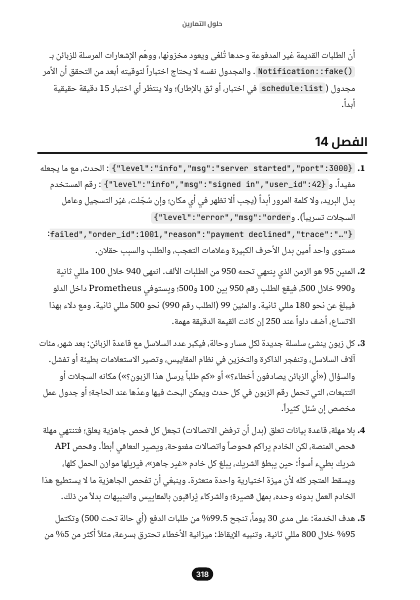 حلول التمارين
أن الطلبات القديمة غير المدفوعة وحدها تُلغى ويعود مخزونها، ووهّم الإشعارات المرسلة للزبائن بـ
Notification::fake(). والمجدول نفسه لا يحتاج اختباراً لتوقيته أبعد من التحقق أن الأمر
مجدول (schedule:list في اختبار، أو ثق بالإطار)؛ ولا ينتظر أي اختبار 15 دقيقة حقيقية
أبداً.
الفصل 14
1. {"level":"info","msg":"server started","port":3000} : الحدث، مع ما يجعله
مفيداً. و {"level":"info","msg":"signed in","user_id":42} : رقم المستخدم
بدل البريد، ولا كلمة المرور أبداً (يجب ألا تظهر في أي مكان؛ وإن سُجّلت، غيّر التسجيل وعامل
السجلات تسريباً). و{"level":"error","msg":"order
failed","order_id":1001,"reason":"payment declined","trace":"…"}:
مستوى واحد أمين بدل الأحرف الكبيرة وعلامات التعجب، والطلب والسبب حقلان.
2. المئين 95 هو الزمن الذي ينتهي تحته 950 من الطلبات الألف. انتهى 940 خلال 100 مللي ثانية
و990 خلال 500، فيقع الطلب رقم 950 بين 100 و500؛ ويستوفي Prometheus داخل الدلو
فيبلغ عن نحو 180 مللي ثانية. والمئين 99 (الطلب رقم 990) نحو 500 مللي ثانية. ومع دلاء بهذا
الاتساع، أضف دلواً عند 250 إن كانت القيمة الدقيقة مهمة.
3. كل زبون ينشئ سلسلة جديدة لكل مسار وحالة، فيكبر عدد السلاسل مع قاعدة الزبائن: بعد شهر، مئات
آلاف السلاسل، وتنفجر الذاكرة والتخزين في نظام المقاييس، وتصير الاستعلامات بطيئة أو تفشل.
والسؤال («أي الزبائن يصادفون أخطاء؟» أو «كم طلباً يرسل هذا الزبون؟») مكانه السجلات أو
التتبعات، التي تحمل رقم الزبون في كل حدث ويمكن البحث فيها وعدّها عند الحاجة؛ أو جدول عمل
مخصص إن سُئل كثيراً.
4. بلا مهلة، قاعدة بيانات تعلق (بدل أن ترفض الاتصالات) تجعل كل فحص جاهزية يعلق؛ فتنتهي مهلة
فحص المنصة، لكن الخادم يراكم فحوصاً واتصالات مفتوحة، ويصير التعافي أبطأ. وفحص API
شريك بطيء أسوأ: حين يبطؤ الشريك، يبلغ كل خادم «غير جاهز»، فيزيلها موازن الحمل كلها،
ويسقط المتجر كله لأن ميزة اختيارية واحدة متعثرة. وينبغي أن تفحص الجاهزية ما لا يستطيع هذا
الخادم العمل بدونه وحده، بمهل قصيرة؛ والشركاء يُراقبون بالمقاييس والتنبيهات بدلاً من ذلك.
5. هدف الخدمة: على مدى 30 يوماً، تنجح 99.5% من طلبات الدفع (أي حالة تحت 500) وتكتمل
95% خلال 800 مللي ثانية. وتنبيه الإيقاظ: ميزانية الأخطاء تحترق بسرعة، مثلاً أكثر من 5% من
318